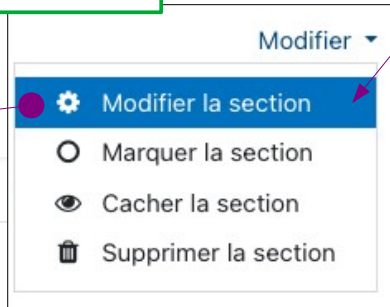 Modifier
Modifier la section
Marquer la section
Cacher la section
Supprimer la section